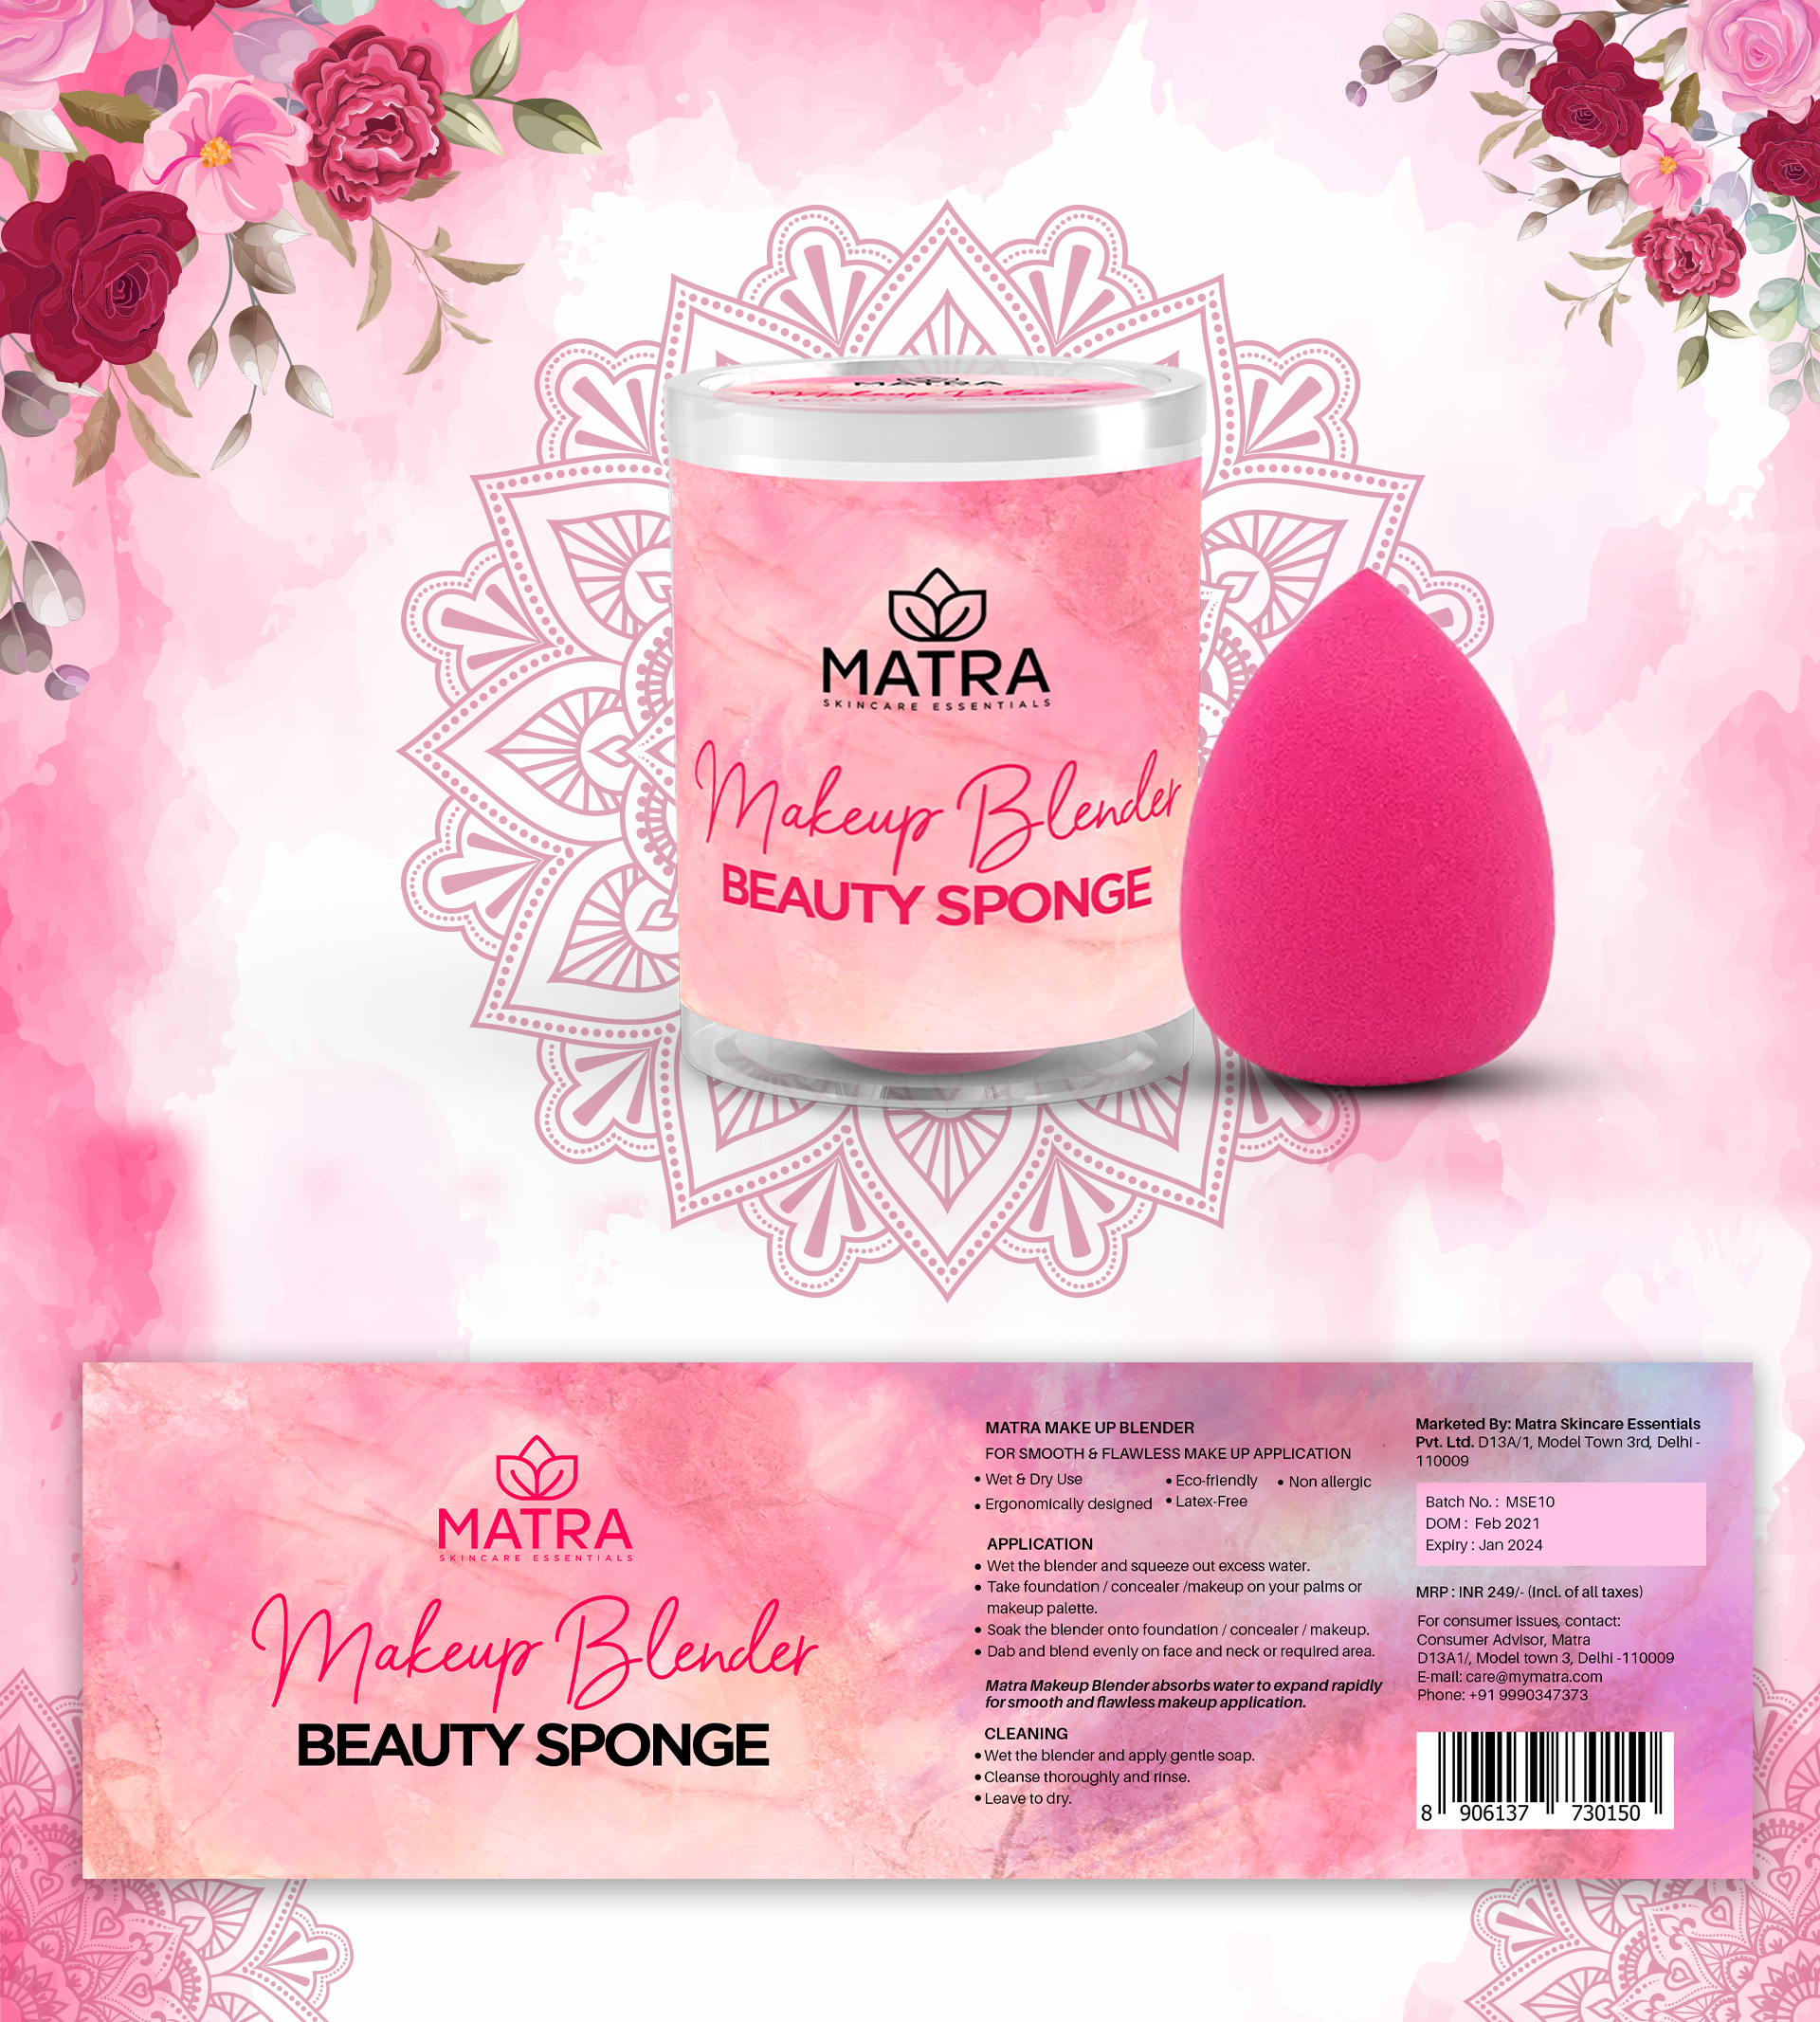 MATRA
Makeup Blender
BEAUTY SPONGE
MATRA
SKINCARE ESSENTIALS
Makeup Blender
BEAUTY SPONGE
MATRA
SKINCARE ESSENTIALS
Makeup Blender
BEAUTY SPONGE
MATRA MAKE UP BLENDER
FOR SMOOTH & FLAWLESS MAKE UP APPLICATION
• Wet & Dry Use • Eco-friendly • Non allergic
• Ergonomically designed • Latex-Free
APPLICATION
• Wet the blender and squeeze out excess water.
• Take foundation / concealer /makeup on your palms or
makeup palette.
• Soak the blender onto foundation / concealer / makeup.
• Dab and blend evenly on face and neck or required area.
Matra Makeup Blender absorbs water to expand rapidly
for smooth and flawless makeup application.
CLEANING
• Wet the blender and apply gentle soap.
• Cleanse thoroughly and rinse.
• Leave to dry.
Marketed By: Matra Skincare Essentials
Pvt. Ltd. D13A/1, Model Town 3rd, Delhi -
110009
Batch No. : MSE10
DOM : Feb 2021
Expiry : Jan 2024
MRP : INR 249/- (Incl. of all taxes)
For consumer issues, contact:
Consumer Advisor, Matra
D13A1/, Model town 3, Delhi -110009
E-mail: care@mymatra.com
Phone: +91 9990347373
8 906137 730150